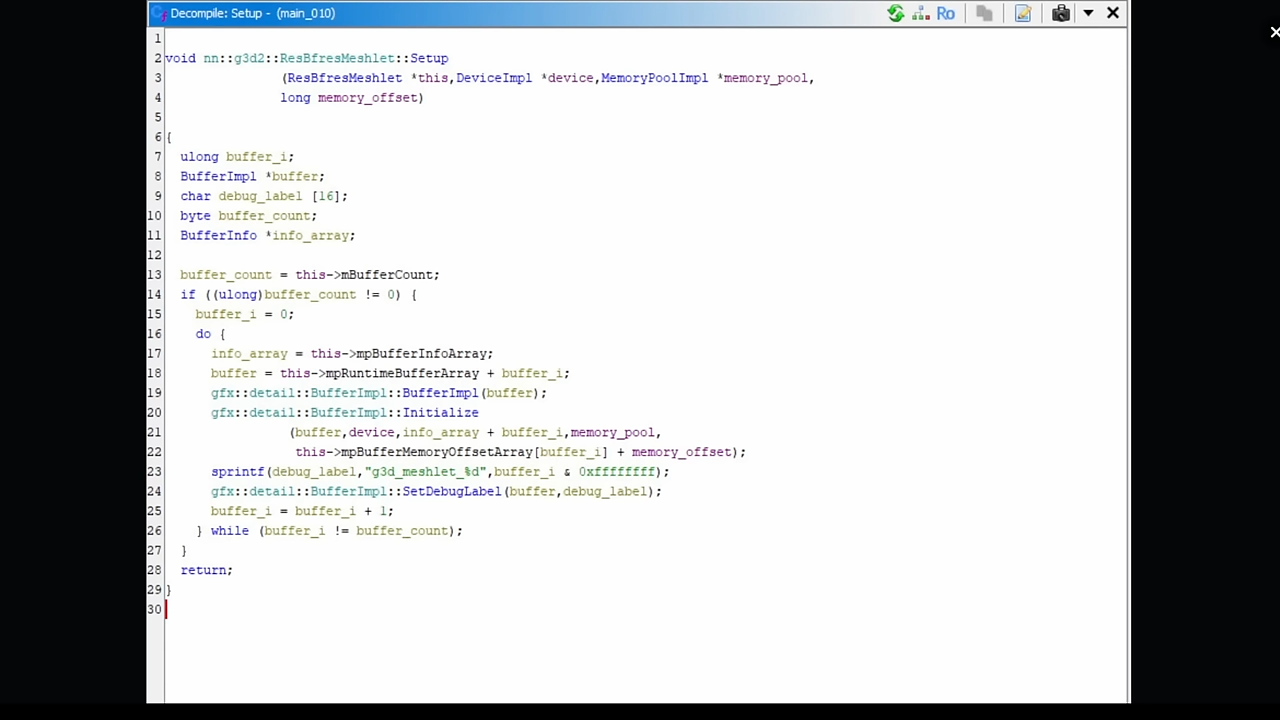 Decompile: Setup - (main_010)
Ro
1
2 void nn::g3d2::ResBfresMeshlet::Setup
3 (ResBfresMeshlet *this,DeviceImpl *device,MemoryPoolImpl *memory_pool,
4 long memory_offset)
5
6 {
7 ulong buffer_i;
8 BufferImpl *buffer;
9 char debug_label [16];
10 byte buffer_count;
11 BufferInfo *info_array;
12
13 buffer_count = this->mBufferCount;
14 if ((ulong)buffer_count != 0) {
15 buffer_i = 0;
16 do {
17 info_array = this->mpBufferInfoArray;
18 buffer = this->mpRuntimeBufferArray + buffer_i;
19 gfx::detail::BufferImpl::BufferImpl(buffer);
20 gfx::detail::BufferImpl::Initialize
21 (buffer,device,info_array + buffer_i,memory_pool,
22 this->mpBufferMemoryOffsetArray[buffer_i] + memory_offset);
23 sprintf(debug_label,"g3d_meshlet_%d",buffer_i & 0xffffffff);
24 gfx::detail::BufferImpl::SetDebugLabel(buffer,debug_label);
25 buffer_i = buffer_i + 1;
26 } while (buffer_i != buffer_count);
27 }
28 return;
29 }
30